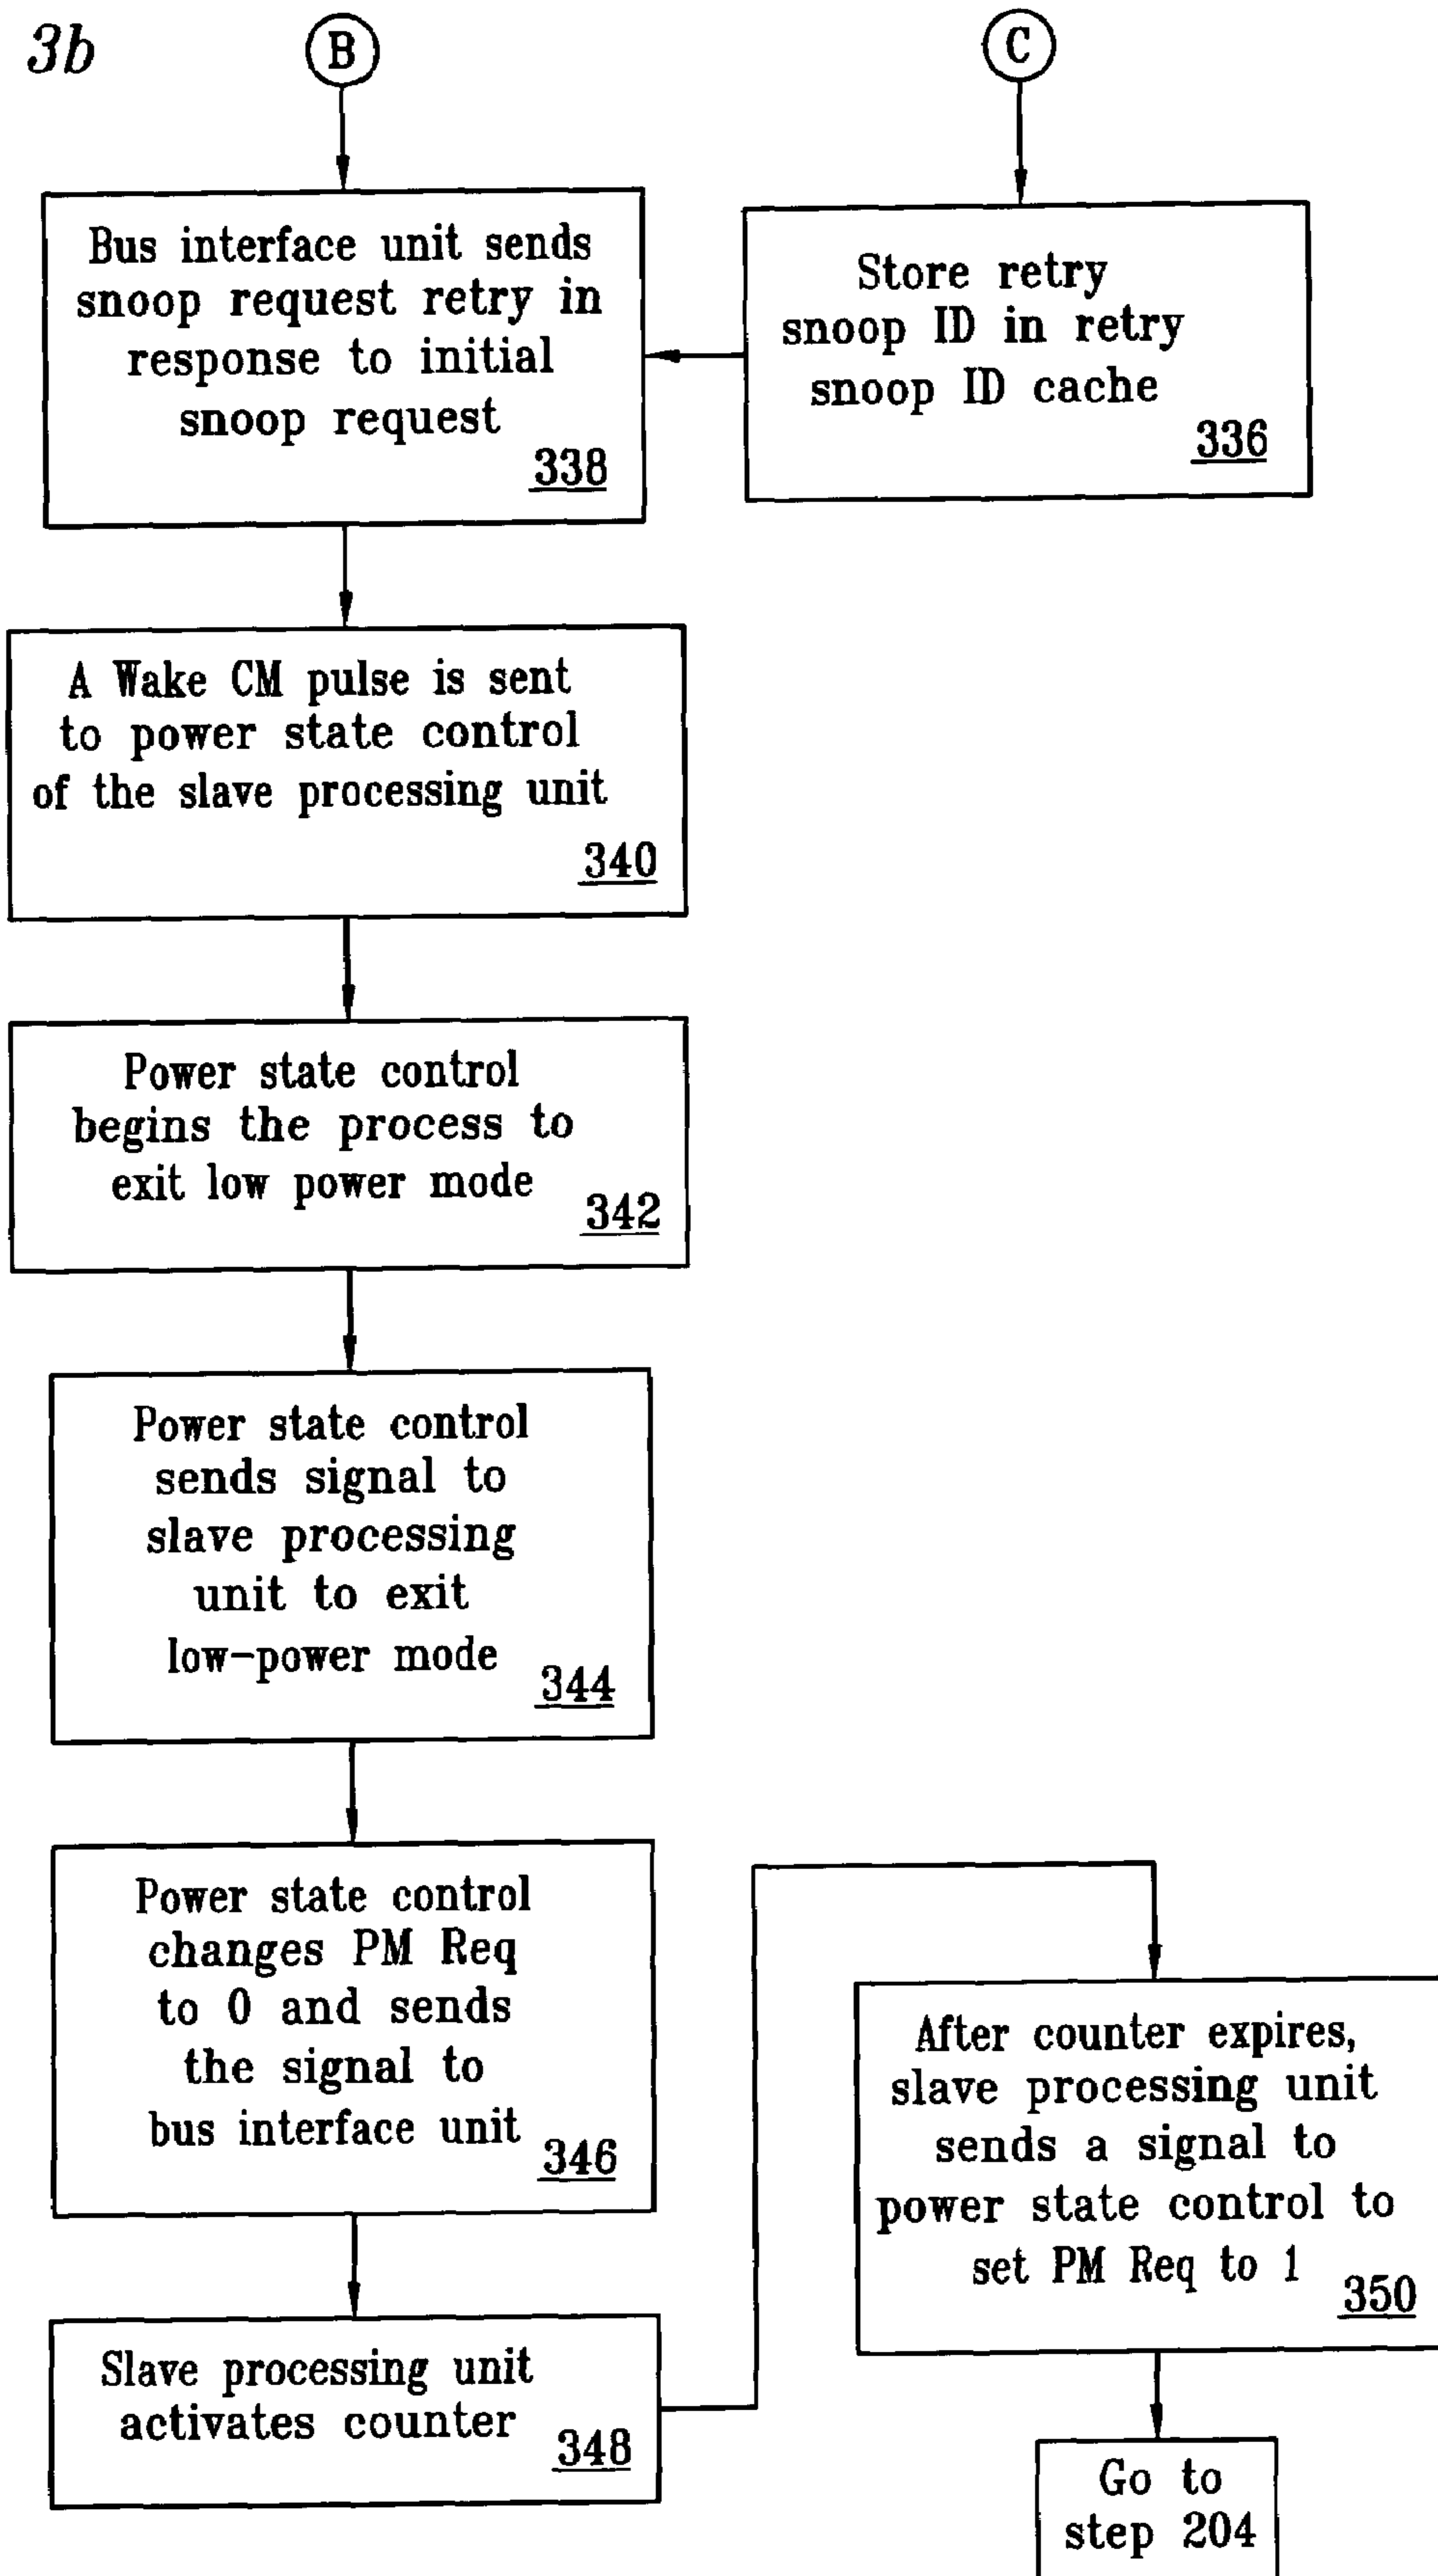 3b
B
C
Bus interface unit sends
snoop request retry in
response to initial
snoop request
338
Store retry
snoop ID in retry
snoop ID cache
336
A Wake CM pulse is sent
to power state control
of the slave processing unit
340
Power state control
begins the process to
exit low power mode
342
Power state control
sends signal to
slave processing
unit to exit
low-power mode
344
Power state control
changes PM Req
to 0 and sends
the signal to
bus interface unit
346
Slave processing unit
activates counter
348
After counter expires,
slave processing unit
sends a signal to
power state control to
set PM Req to 1
350
Go to
step 204